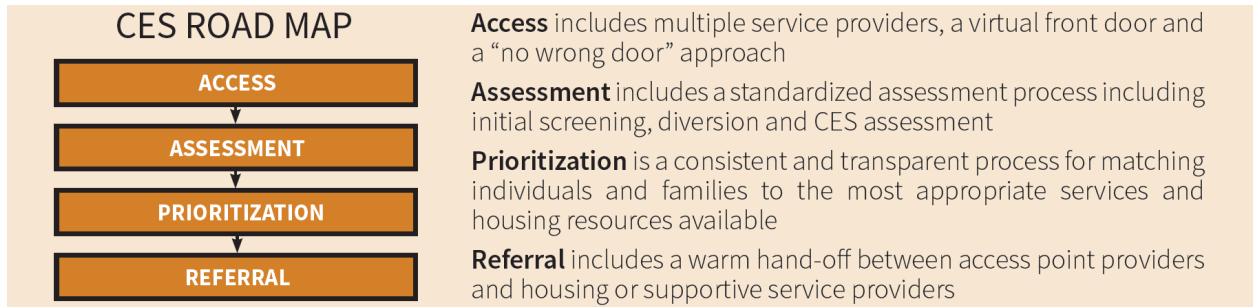 CES ROAD MAP
ACCESS
ASSESSMENT
PRIORITIZATION
REFERRAL
Access includes multiple service providers, a virtual front door and
a “no wrong door” approach
Assessment includes a standardized assessment process including
initial screening, diversion and CES assessment
Prioritization is a consistent and transparent process for matching
individuals and families to the most appropriate services and
housing resources available
Referral includes a warm hand-off between access point providers
and housing or supportive service providers